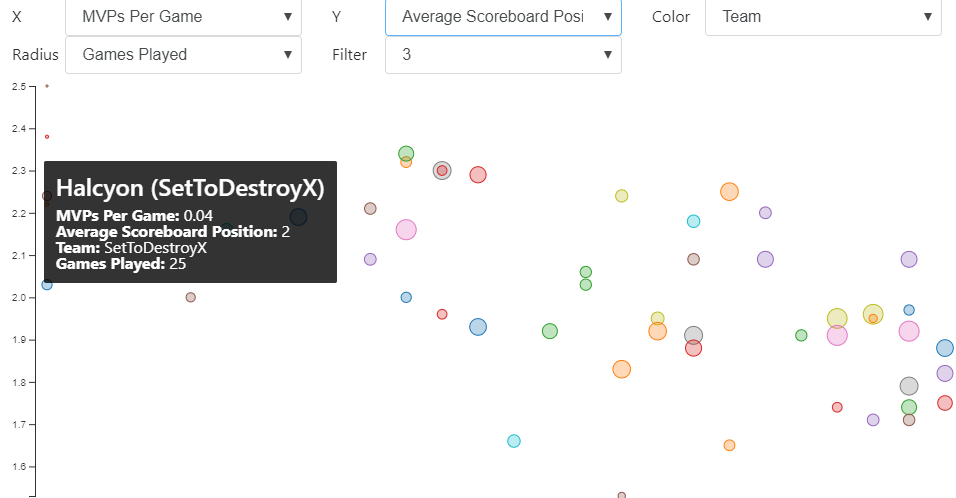 X MVPs Per Game Y Average Scoreboard Posi Color Team
Radius Games Played Filter 3
2.5
2.4
2.3
Halcyon (SetToDestroyX)
MVPs Per Game: 0.04
2.2
Average Scoreboard Position: 2
Team: SetToDestroyX
2.1
Games Played: 25
2.0
1.9
1.8
1.7
1.6